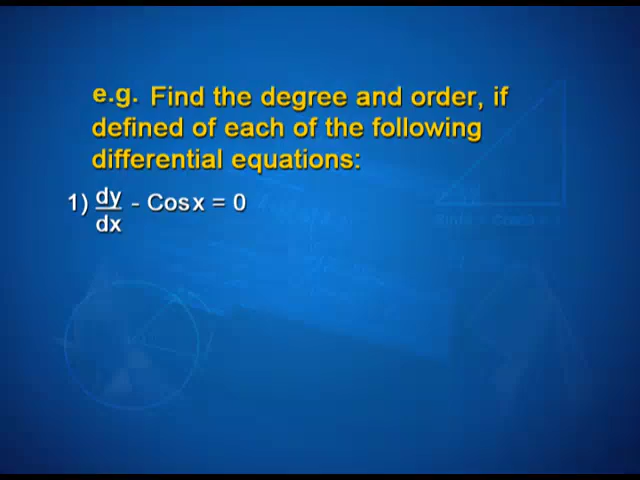 e.g. Find the degree and order, if
defined of each of the following
differential equations:
1) dy/dx - Cosx = 0